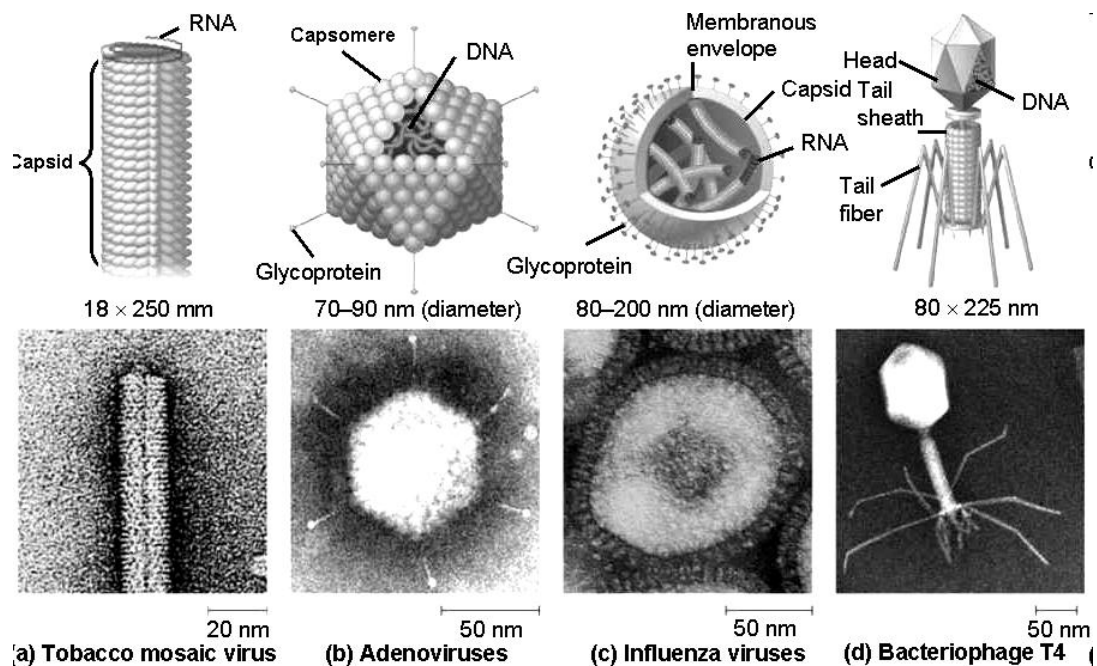 RNA
Capsid
Capsomere
DNA
Glycoprotein
Membranous
envelope
Capsid
RNA
Glycoprotein
Head
Tail
sheath
DNA
Tail
fiber
18 × 250 mm
70–90 nm (diameter)
80–200 nm (diameter)
80 × 225 nm
20 nm
50 nm
50 nm
50 nm
(a) Tobacco mosaic virus
(b) Adenoviruses
(c) Influenza viruses
(d) Bacteriophage T4